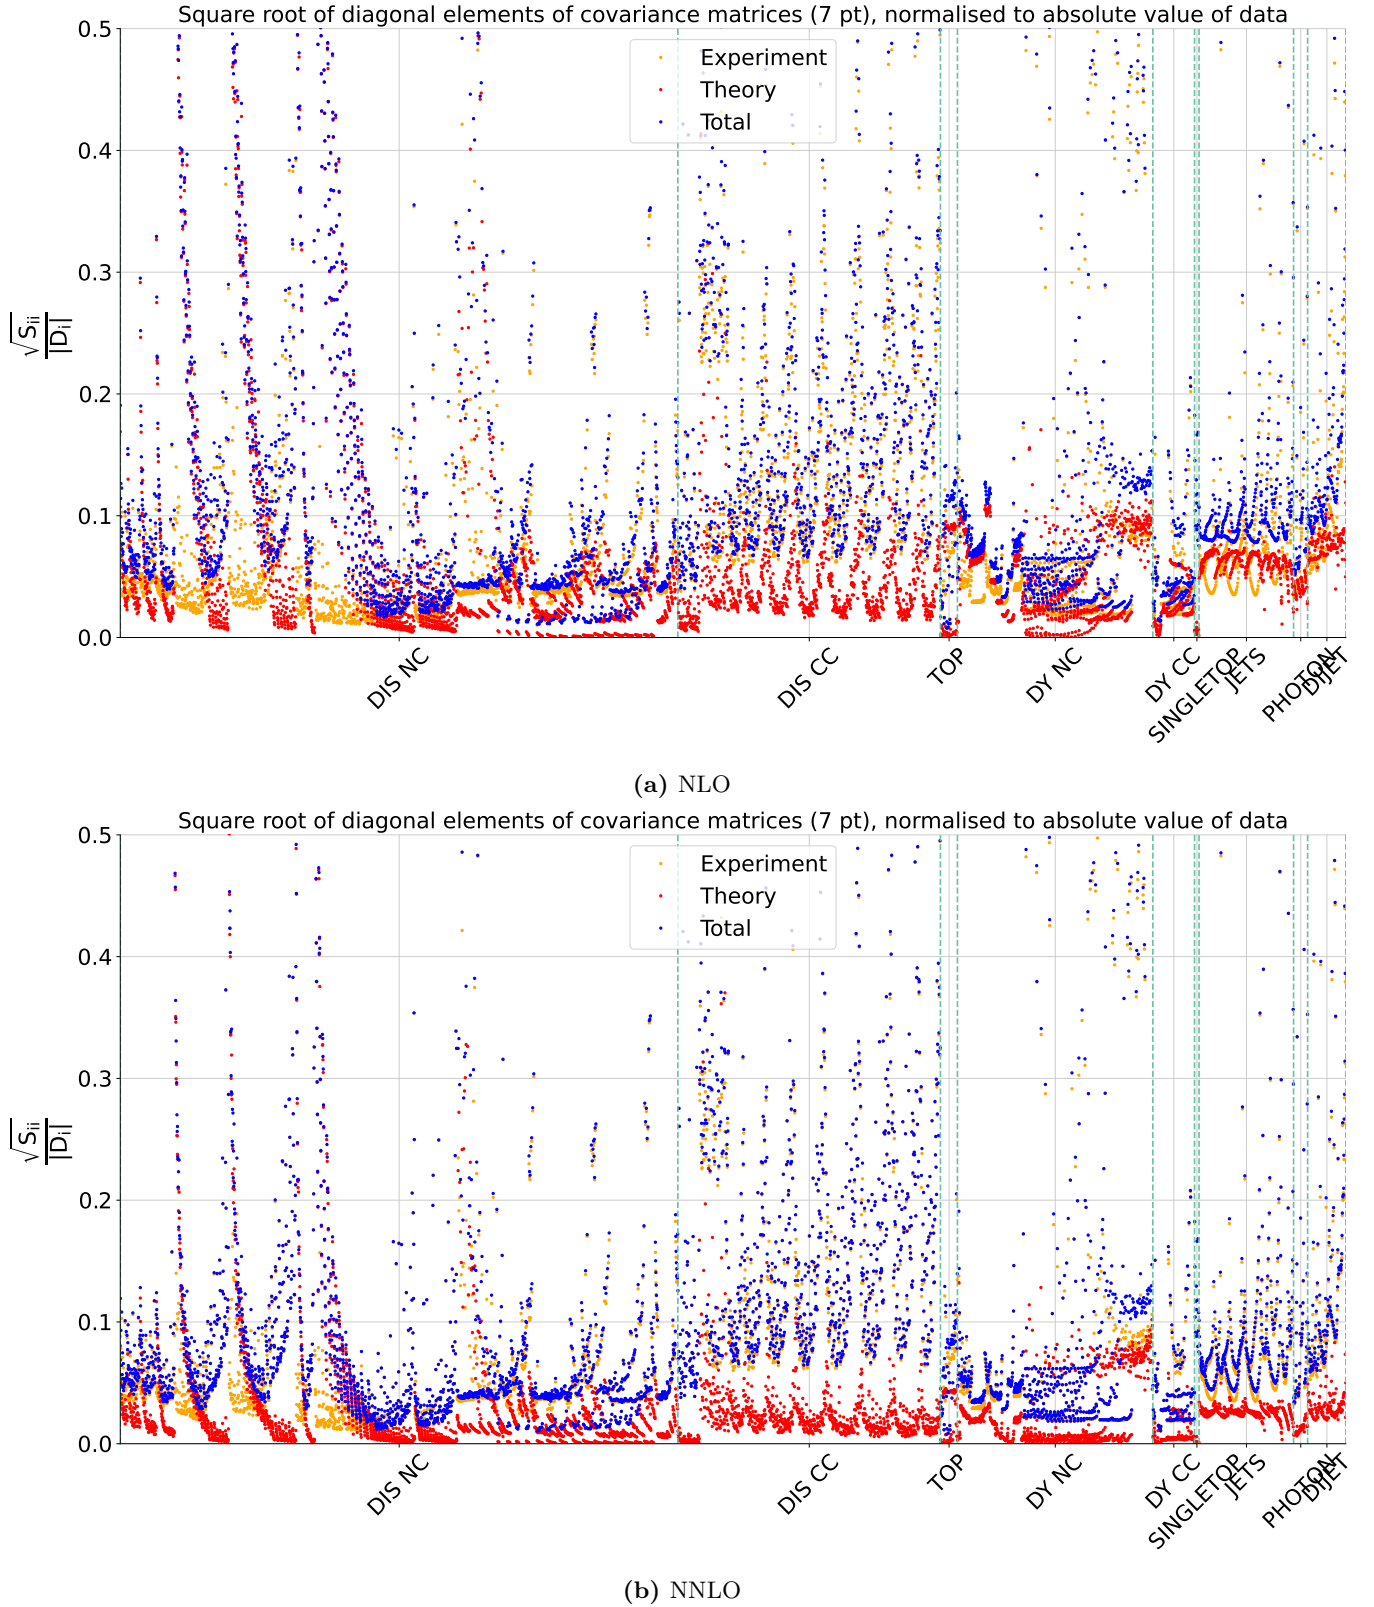 Square root of diagonal elements of covariance matrices (7 pt), normalised to absolute value of data
0.5
0.4
0.3
0.2
0.1
0.0
√Sii
|Di|
Experiment
Theory
Total
DIS NC
DIS CC
TOP
DY NC
DY CC
SINGLETOP
JETS
PHOTON
DIJET
(a) NLO
Square root of diagonal elements of covariance matrices (7 pt), normalised to absolute value of data
0.5
0.4
0.3
0.2
0.1
0.0
√Sii
|Di|
Experiment
Theory
Total
DIS NC
DIS CC
TOP
DY NC
DY CC
SINGLETOP
JETS
PHOTON
DIJET
(b) NNLO